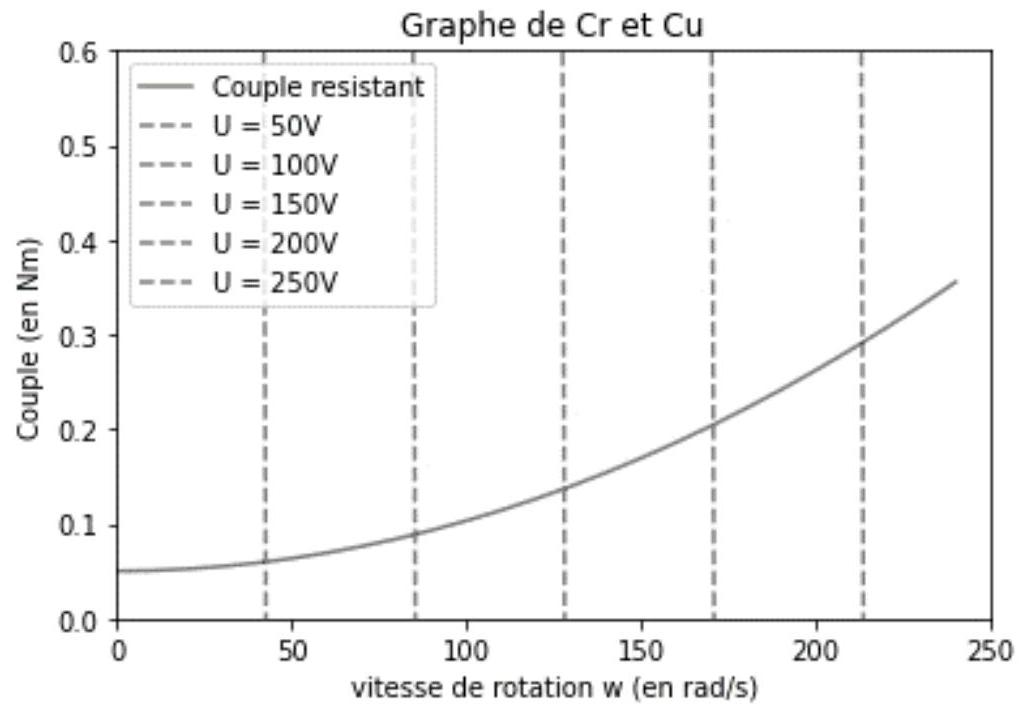 Graphe de Cr et Cu
0.6
0.5
0.4
0.3
0.2
0.1
0.0
Couple (en Nm)
Couple resistant
U = 50V
U = 100V
U = 150V
U = 200V
U = 250V
0 50 100 150 200 250
vitesse de rotation w (en rad/s)